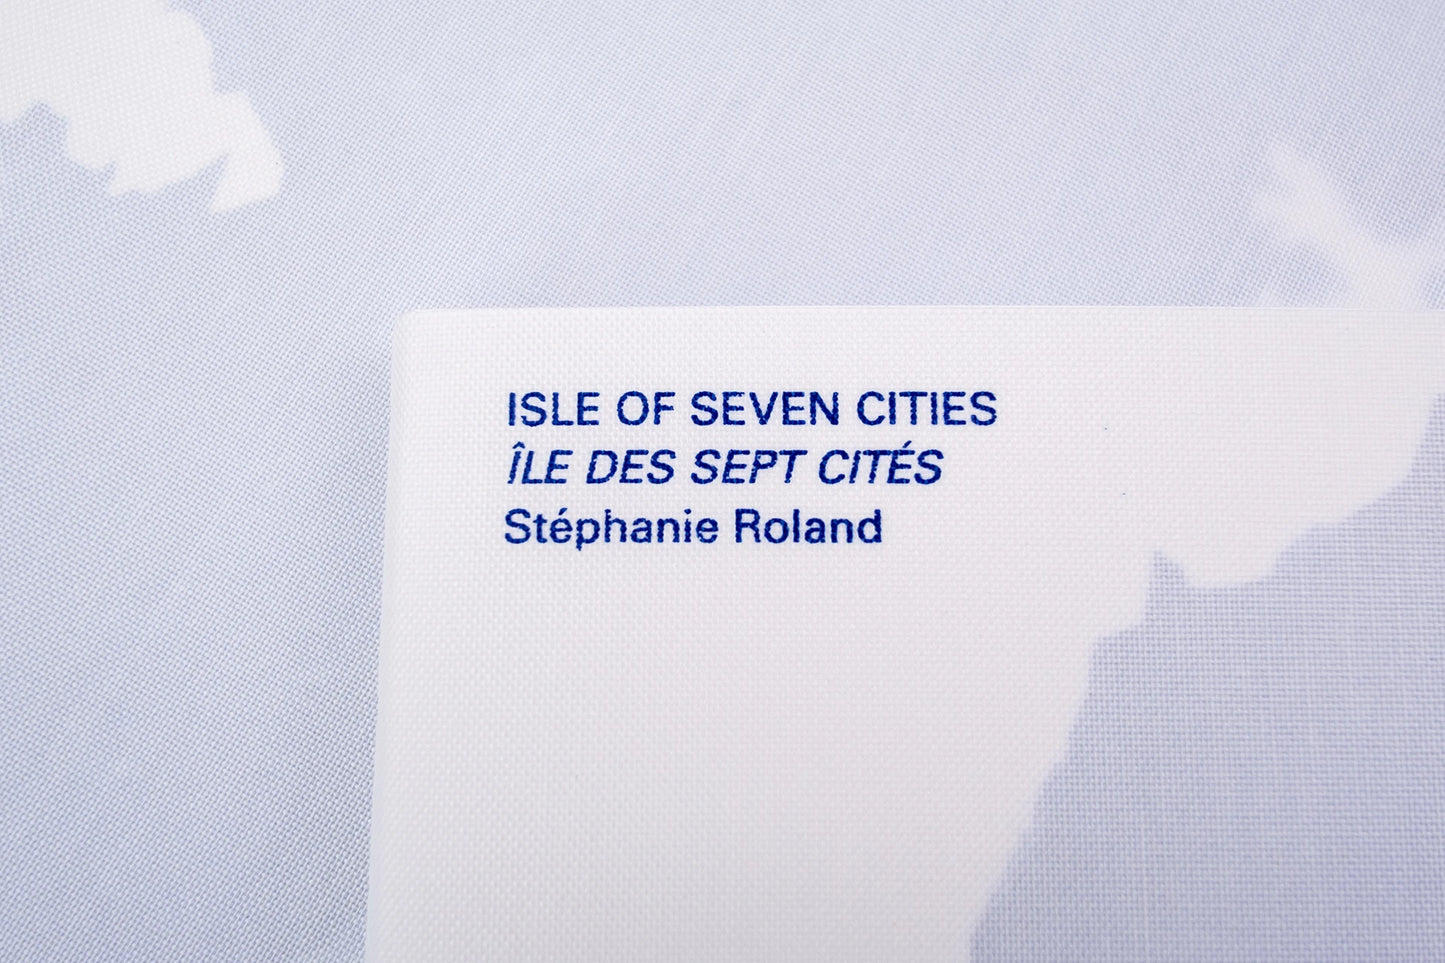 ISLE OF SEVEN CITIES
ÎLE DES SEPT CITÉS
Stéphanie Roland